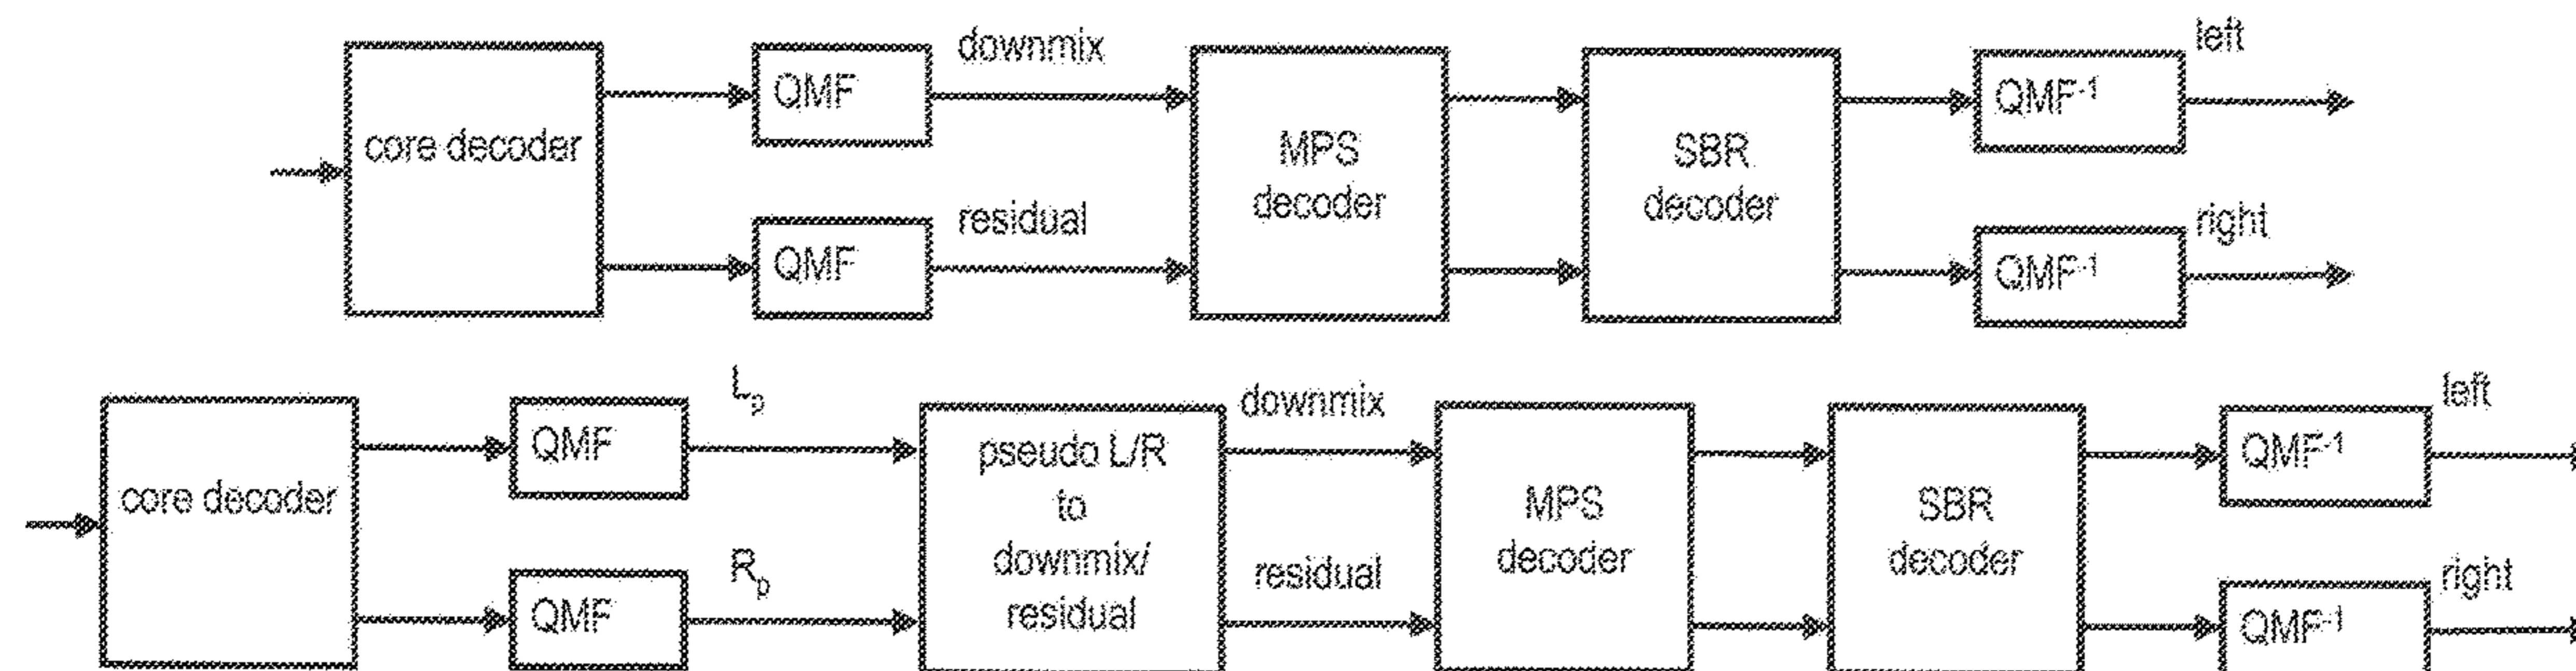 core decoder
QMF
downmix
QMF
residual
MPS
decoder
SBR
decoder
QMF-1
left
QMF-1
right
core decoder
QMF
Lp
QMF
Rp
pseudo L/R
to
downmix/
residual
downmix
residual
MPS
decoder
SBR
decoder
QMF-1
left
QMF-1
right